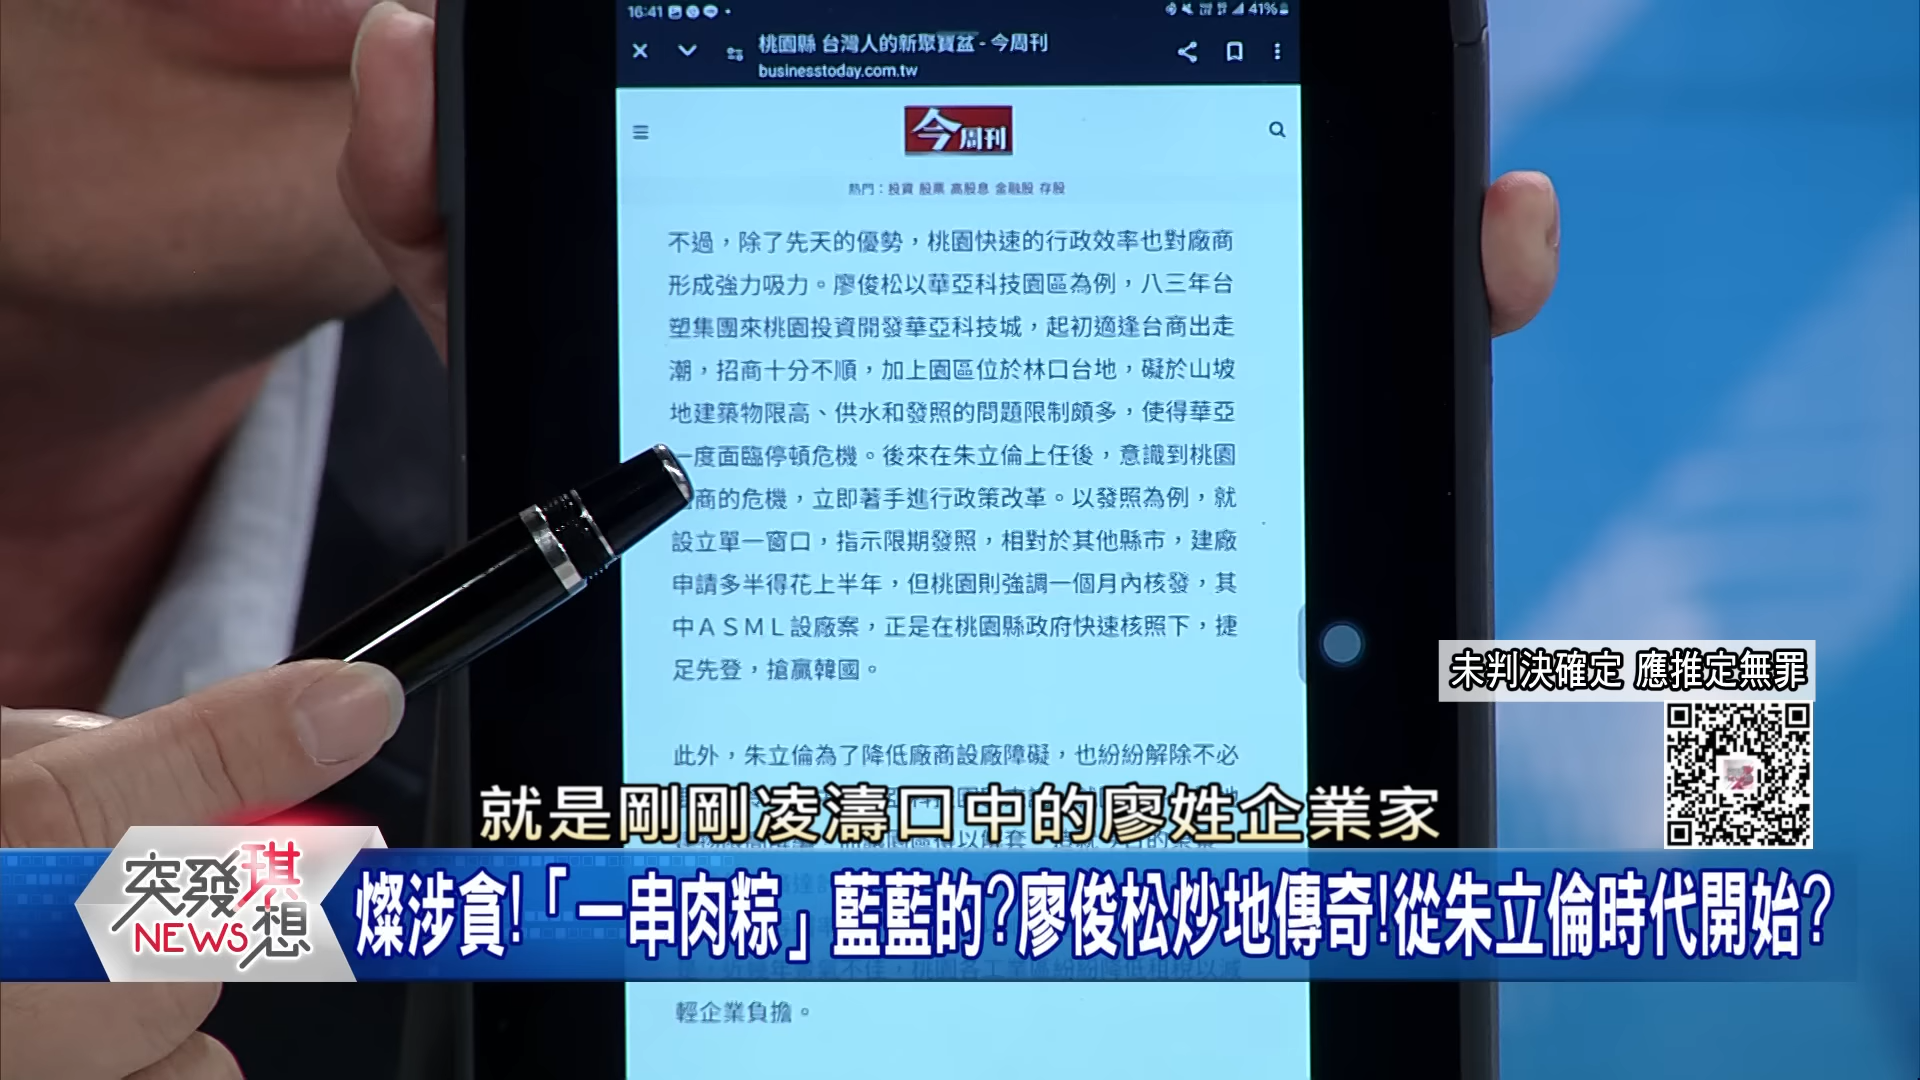 16:41
41%
桃園縣 台灣人的新聚寶盆 - 今周刊
businesstoday.com.tw
今周刊
熱門：投資 股票 高股息 金融股 存股
不過，除了先天的優勢，桃園快速的行政效率也對廠商
形成強力吸力。廖俊松以華亞科技園區為例，八三年台
塑集團來桃園投資開發華亞科技城，起初適逢台商出走
潮，招商十分不順，加上園區位於林口台地，礙於山坡
地建築物限高、供水和發照的問題限制頗多，使得華亞
一度面臨停頓危機。後來在朱立倫上任後，意識到桃園
商的危機，立即著手進行政策改革。以發照為例，就
設立單一窗口，指示限期發照，相對於其他縣市，建廠
申請多半得花上半年，但桃園則強調一個月內核發，其
中ＡＳＭＬ設廠案，正是在桃園縣政府快速核照下，捷
足先登，搶贏韓國。
此外，朱立倫為了降低廠商設廠障礙，也紛紛解除不必
輕企業負擔。
未判決確定 應推定無罪
就是剛剛凌濤口中的廖姓企業家
突發琪想
NEWS
燦涉貪!「一串肉粽」藍藍的?廖俊松炒地傳奇!從朱立倫時代開始?